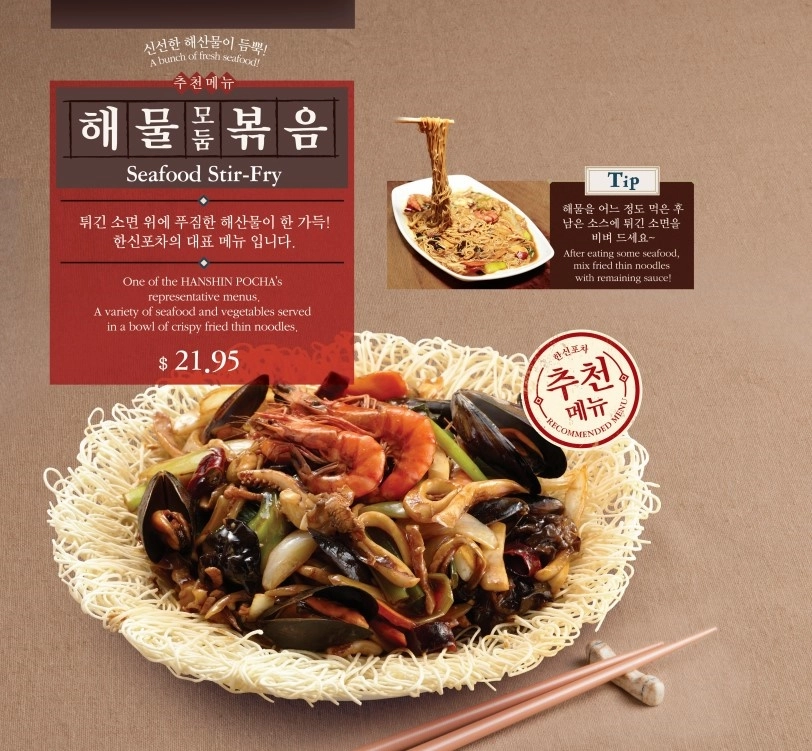 신선한 해산물이 듬뿍!
A bunch of fresh seafood!
추천메뉴
해물모둠볶음
Seafood Stir-Fry
튀긴 소면 위에 푸짐한 해산물이 한 가득!
한신포차의 대표 메뉴 입니다.
One of the HANSHIN POCHA's
representative menus.
A variety of seafood and vegetables served
in a bowl of crispy fried thin noodles.
$ 21.95
Tip
해물을 어느 정도 먹은 후
남은 소스에 튀긴 소면을
비벼 드세요~
After eating some seafood,
mix fried thin noodles
with remaining sauce!
한신포차
추천
메뉴
RECOMMENDED MENU